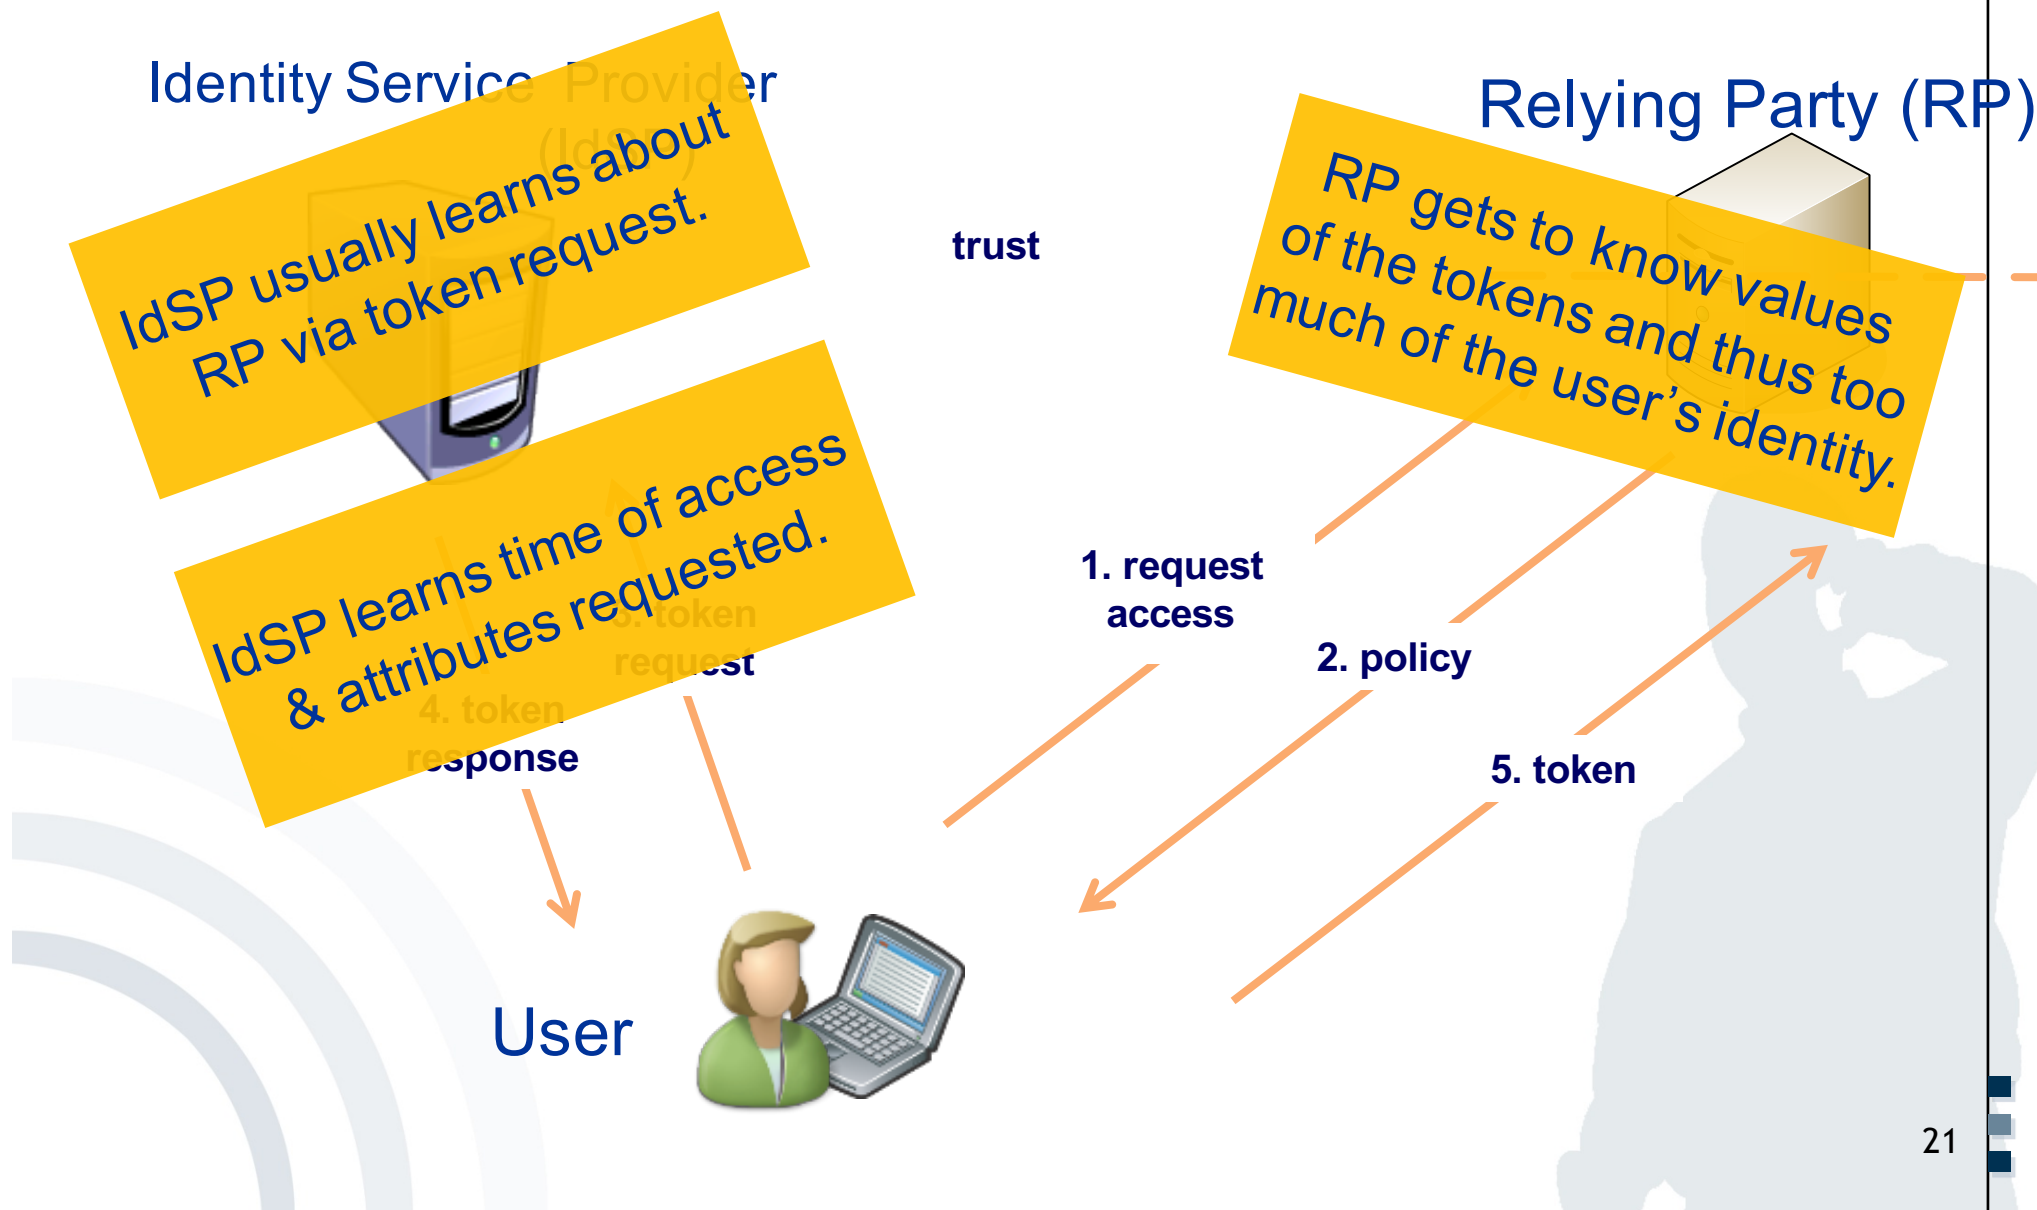 Identity Service Provider
(IdSP)
Relying Party (RP)
IdSP usually learns about
RP via token request.
trust
RP gets to know values
of the tokens and thus too
much of the user’s identity.
IdSP learns time of access
& attributes requested.
1. request
access
3. token
request
2. policy
4. token
response
5. token
User
21